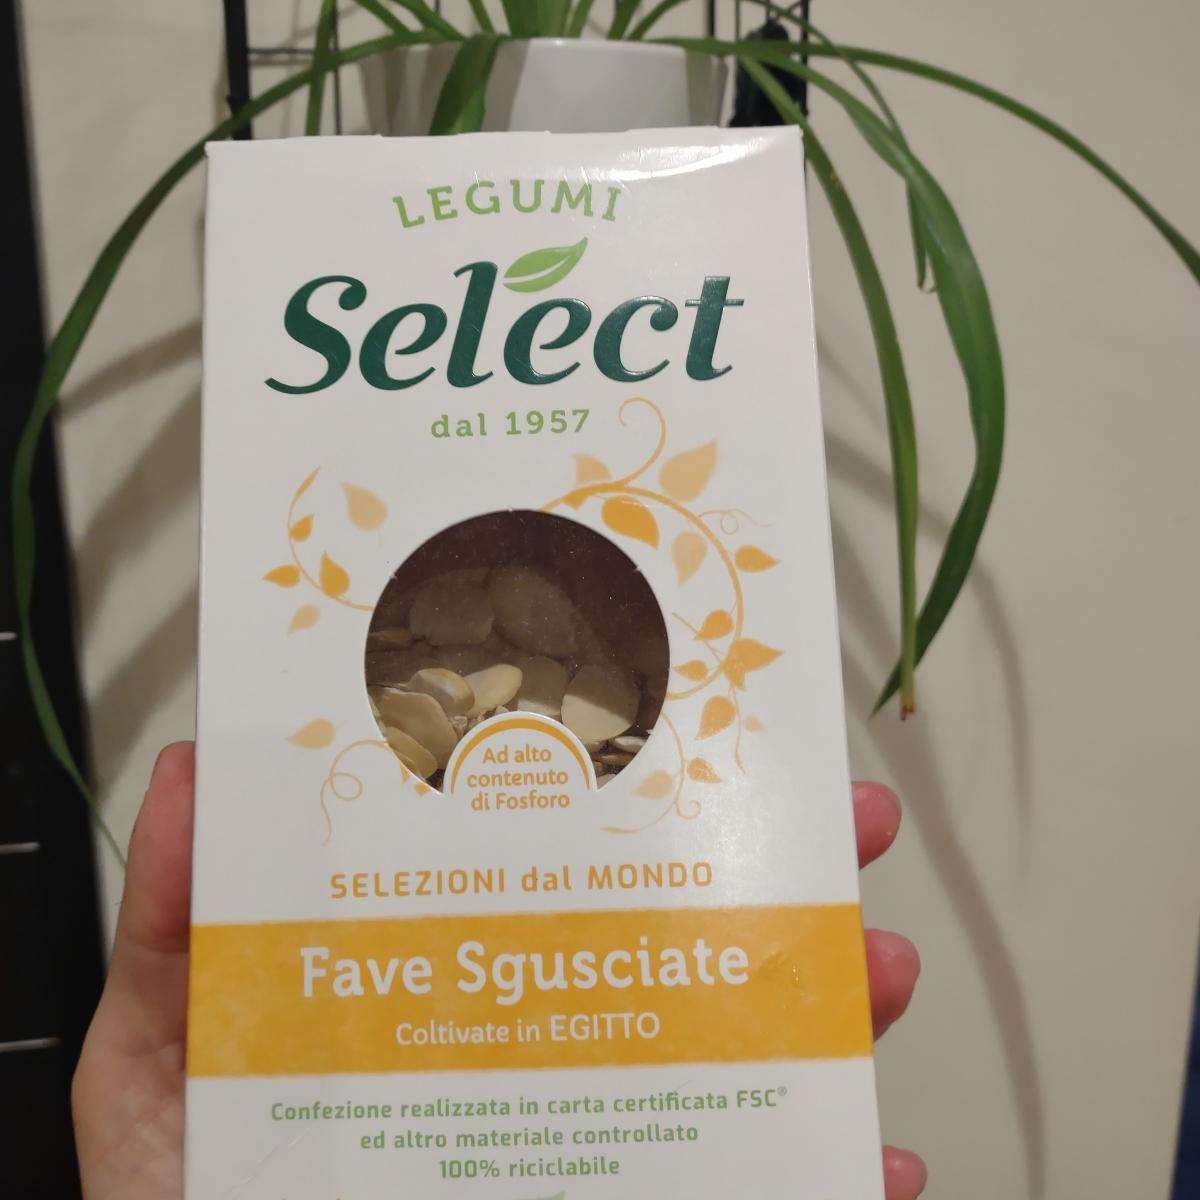 LEGUMI
Select
dal 1957
Ad alto
contenuto
di Fosforo
SELEZIONI dal MONDO
Fave Sgusciate
Coltivate in EGITTO
Confezione realizzata in carta certificata FSC®
ed altro materiale controllato
100% riciclabile